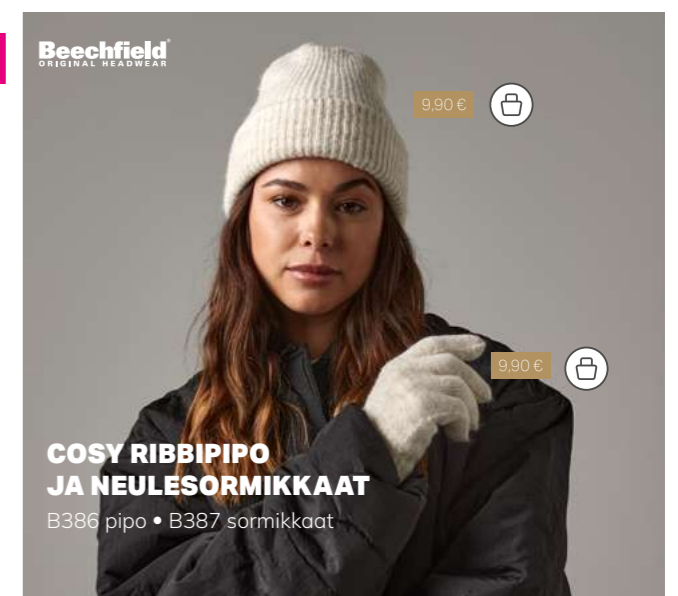 Beechfield®
ORIGINAL HEADWEAR
9,90 €
9,90 €
COSY RIBBIPIPO
JA NEULESORMIKKAAT
B386 pipo • B387 sormikkaat